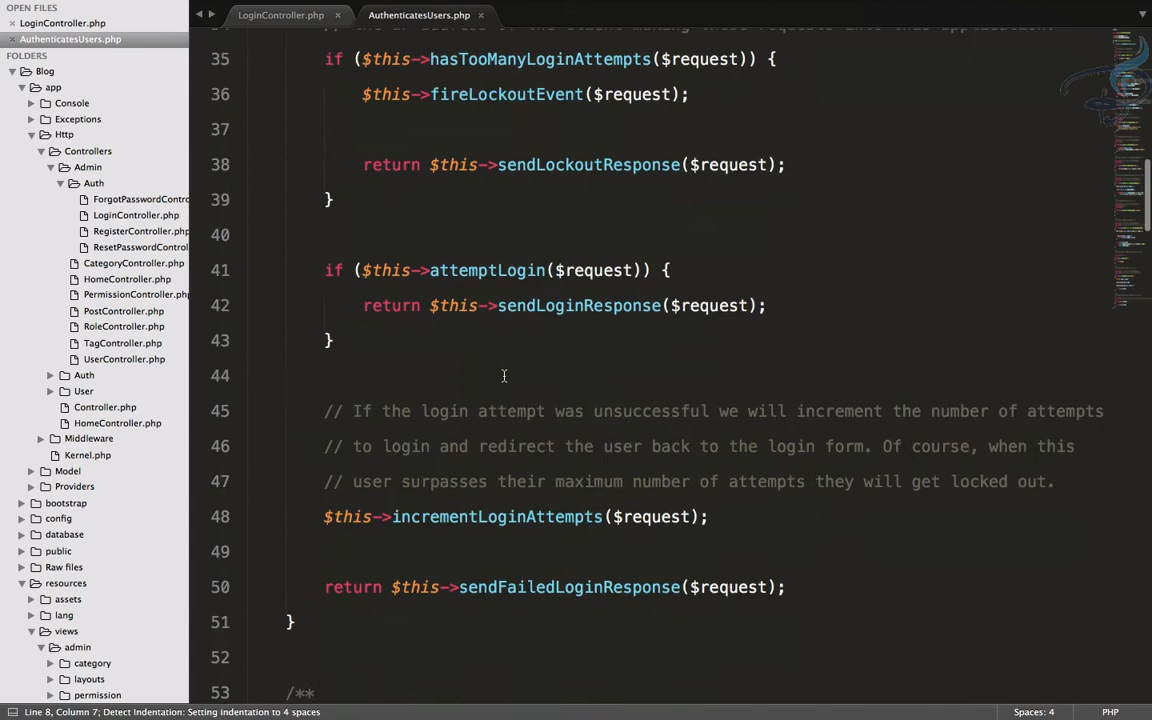 OPEN FILES
× LoginController.php
× AuthenticatesUsers.php
FOLDERS
Blog
app
Console
Exceptions
Http
Controllers
Admin
Auth
ForgotPasswordContro
LoginController.php
RegisterController.php
ResetPasswordControl
CategoryController.php
HomeController.php
PermissionController.php
PostController.php
RoleController.php
TagController.php
UserController.php
Auth
User
Controller.php
HomeController.php
Middleware
Kernel.php
Model
Providers
bootstrap
config
database
public
Raw files
resources
assets
lang
views
admin
category
layouts
permission
LoginController.php ×
AuthenticatesUsers.php ×
35 if ($this->hasTooManyLoginAttempts($request)) {
36 $this->fireLockoutEvent($request);
37
38 return $this->sendLockoutResponse($request);
39 }
40
41 if ($this->attemptLogin($request)) {
42 return $this->sendLoginResponse($request);
43 }
44
45 // If the login attempt was unsuccessful we will increment the number of attempts
46 // to login and redirect the user back to the login form. Of course, when this
47 // user surpasses their maximum number of attempts they will get locked out.
48 $this->incrementLoginAttempts($request);
49
50 return $this->sendFailedLoginResponse($request);
51 }
52
53 /**
Line 8, Column 7; Detect Indentation: Setting indentation to 4 spaces
Spaces: 4
PHP